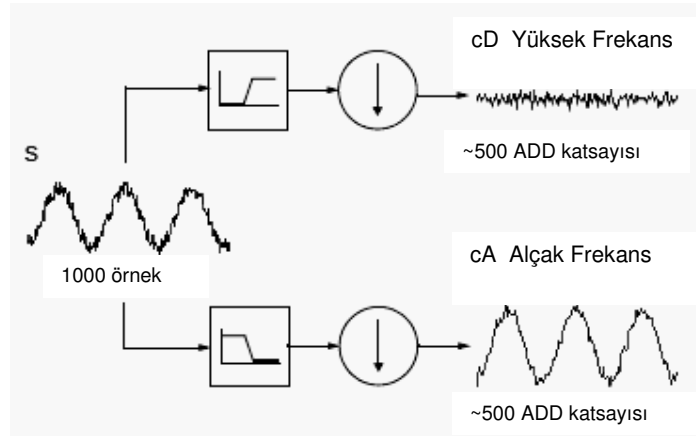 cD Yüksek Frekans
~500 ADD katsayısı
S
1000 örnek
cA Alçak Frekans
~500 ADD katsayısı